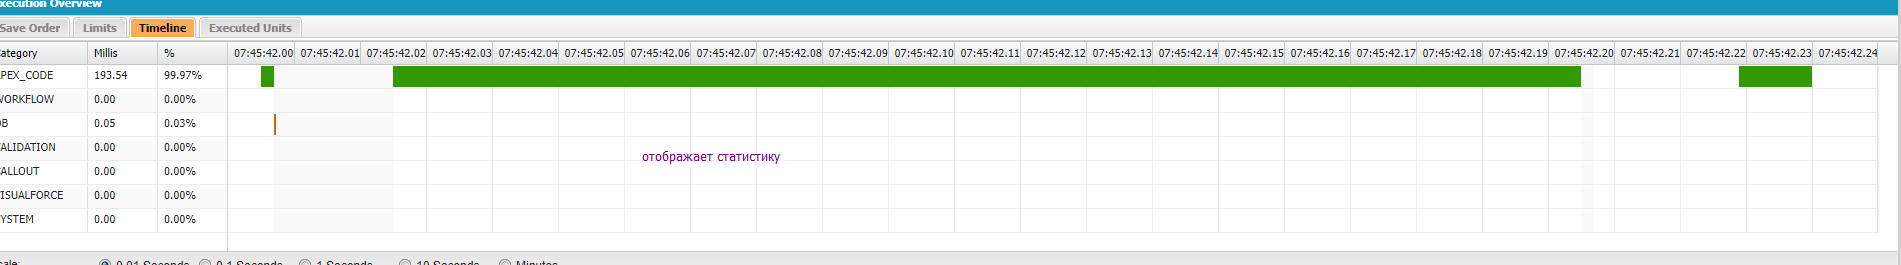 xecution Overview
Save Order Limits Timeline Executed Units
Category Millis % 07:45:42.00 07:45:42.01 07:45:42.02 07:45:42.03 07:45:42.04 07:45:42.05 07:45:42.06 07:45:42.07 07:45:42.08 07:45:42.09 07:45:42.10 07:45:42.11 07:45:42.12 07:45:42.13 07:45:42.14 07:45:42.15 07:45:42.16 07:45:42.17 07:45:42.18 07:45:42.19 07:45:42.20 07:45:42.21 07:45:42.22 07:45:42.23 07:45:42.24
APEX_CODE 193.54 99.97%
WORKFLOW 0.00 0.00%
DB 0.05 0.03%
VALIDATION 0.00 0.00%
отображает статистику
CALLOUT 0.00 0.00%
VISUALFORCE 0.00 0.00%
SYSTEM 0.00 0.00%
cale: 0.01 Seconds 0.1 Seconds 1 Seconds 10 Seconds Minutes